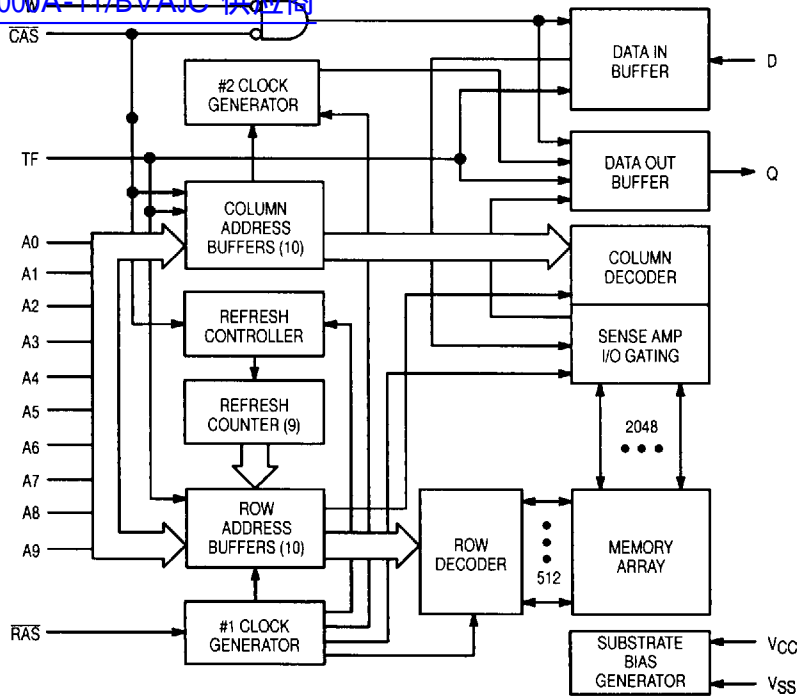 CAS
#2 CLOCK
GENERATOR
DATA IN
BUFFER
D
TF
DATA OUT
BUFFER
Q
COLUMN
ADDRESS
BUFFERS (10)
A0
A1
A2
A3
A4
A5
A6
A7
A8
A9
COLUMN
DECODER
REFRESH
CONTROLLER
SENSE AMP
I/O GATING
REFRESH
COUNTER (9)
2048
ROW
ADDRESS
BUFFERS (10)
ROW
DECODER
512
MEMORY
ARRAY
RAS
#1 CLOCK
GENERATOR
SUBSTRATE
BIAS
GENERATOR
VCC
VSS